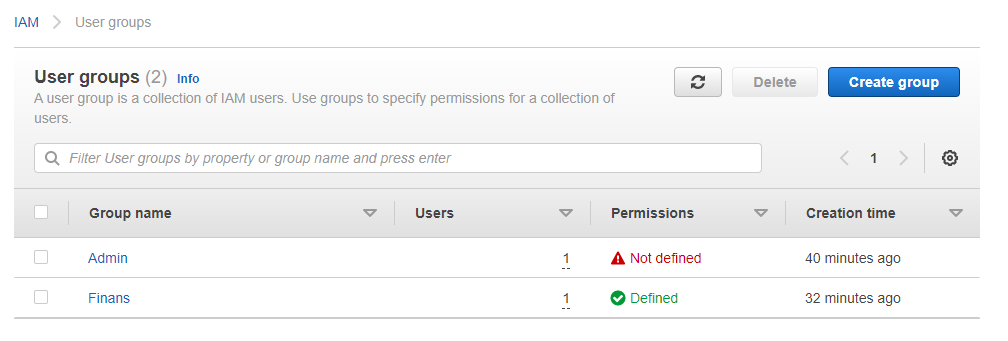 IAM > User groups
User groups (2) Info
A user group is a collection of IAM users. Use groups to specify permissions for a collection of
users.
Delete
Create group
Filter User groups by property or group name and press enter
1
Group name Users Permissions Creation time
Admin 1 Not defined 40 minutes ago
Finans 1 Defined 32 minutes ago